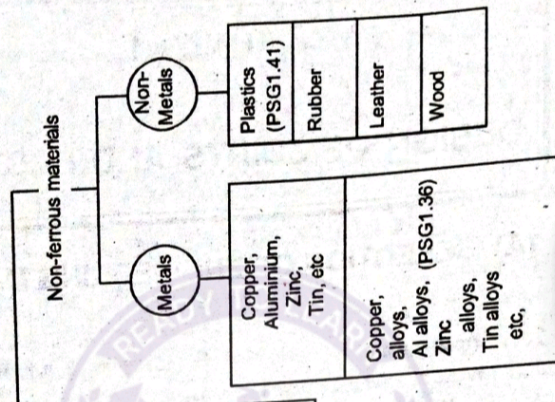 Non-ferrous materials
Metals
Non-
Metals
Copper,
Aluminium,
Zinc,
Tin, etc
Copper,
alloys,
Al alloys, (PSG1.36)
Zinc
alloys,
Tin alloys
etc,
Plastics
(PSG1.41)
Rubber
Leather
Wood